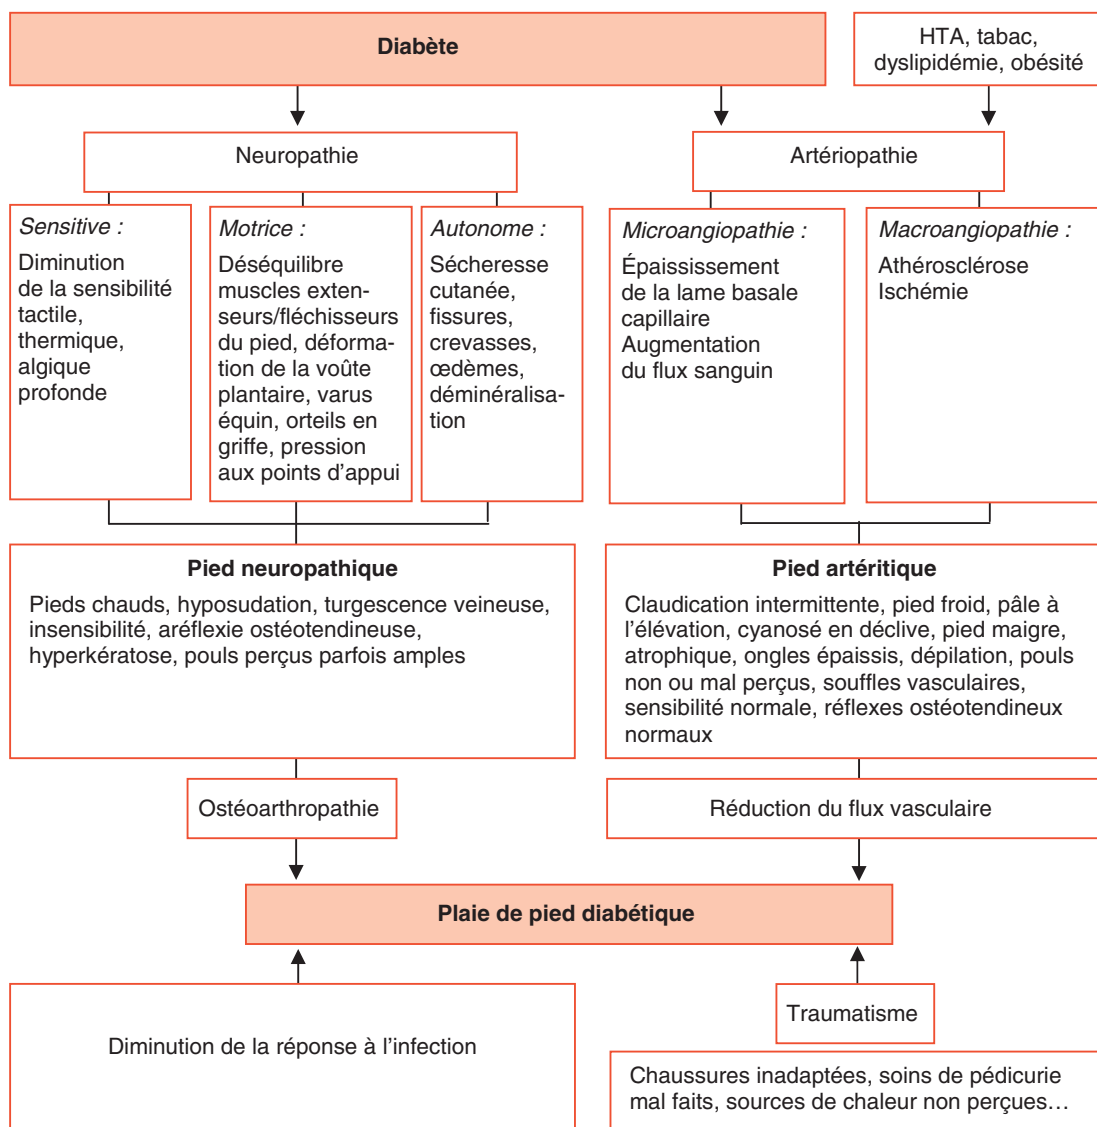 Diabète
HTA, tabac,
dyslipidémie, obésité
Neuropathie
Artériopathie
Sensitive :
Diminution
de la sensibilité
tactile,
thermique,
algique
profonde
Motrice :
Déséquilibre
muscles exten-
seurs/fléchisseurs
du pied, déforma-
tion de la voûte
plantaire, varus
équin, orteils en
griffe, pression
aux points d'appui
Autonome :
Sécheresse
cutanée,
fissures,
crevasses,
œdèmes,
déminéralisa-
tion
Microangiopathie :
Épaississement
de la lame basale
capillaire
Augmentation
du flux sanguin
Macroangiopathie :
Athérosclérose
Ischémie
Pied neuropathique
Pieds chauds, hyposudation, turgescence veineuse,
insensibilité, aréflexie ostéotendineuse,
hyperkératose, pouls perçus parfois amples
Pied artéritique
Claudication intermittente, pied froid, pâle à
l'élévation, cyanosé en déclive, pied maigre,
atrophique, ongles épaissis, dépilation, pouls
non ou mal perçus, souffles vasculaires,
sensibilité normale, réflexes ostéotendineux
normaux
Ostéoarthropathie
Réduction du flux vasculaire
Plaie de pied diabétique
Diminution de la réponse à l'infection
Traumatisme
Chaussures inadaptées, soins de pédicurie
mal faits, sources de chaleur non perçues…